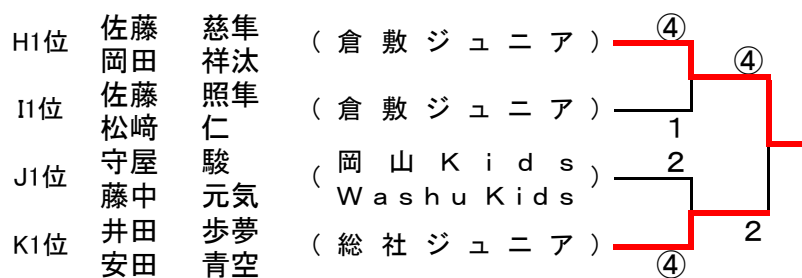 佐藤 慈隼 ④
H1位 (倉敷ジュニア)
岡田 祥汰 ④
佐藤 照隼
I1位 (倉敷ジュニア)
松﨑 仁 1
守屋 駿 岡山Kids 2
J1位 ( )
藤中 元気 WashuKids
井田 歩夢 2
K1位 (総社ジュニア)
安田 青空 ④